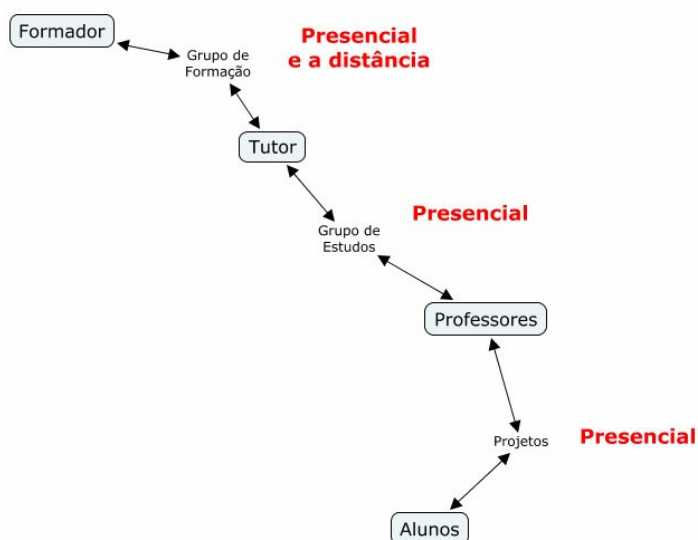 Formador
Grupo de
Formação
Presencial
e a distância
Tutor
Grupo de
Estudos
Presencial
Professores
Projetos
Presencial
Alunos